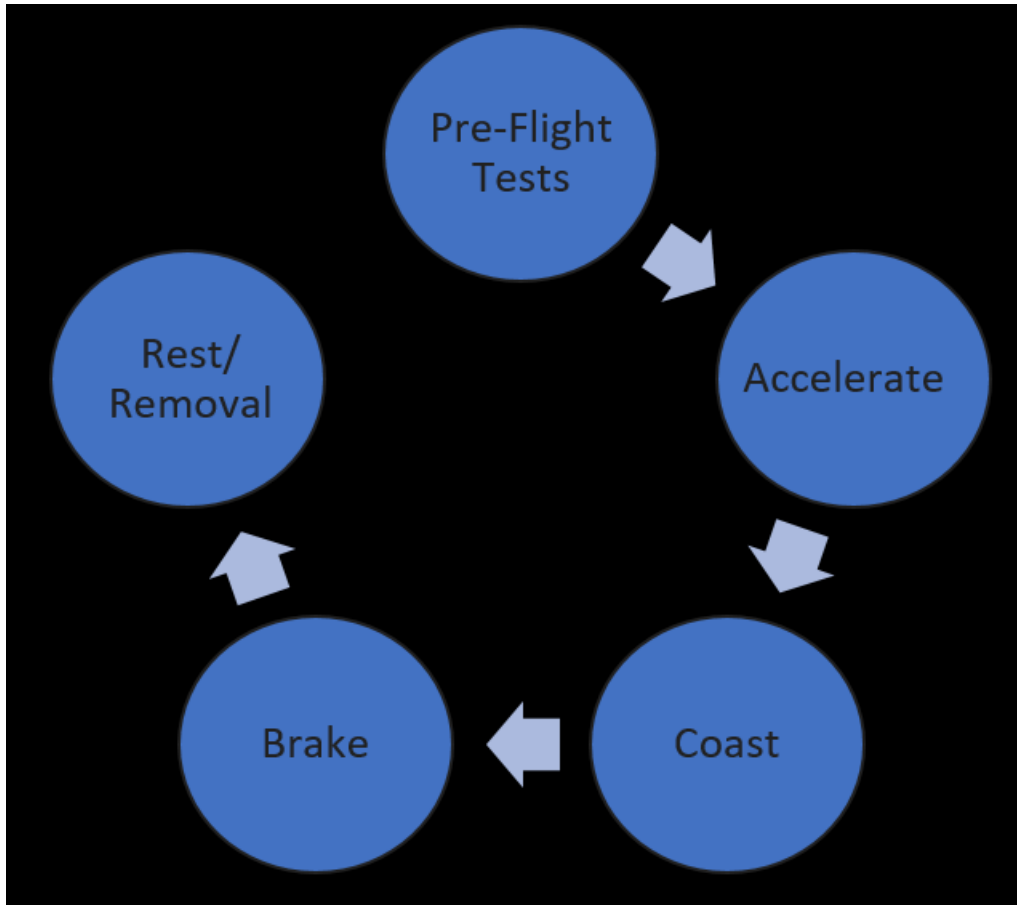 Pre-Flight
Tests
Accelerate
Coast
Brake
Rest/
Removal